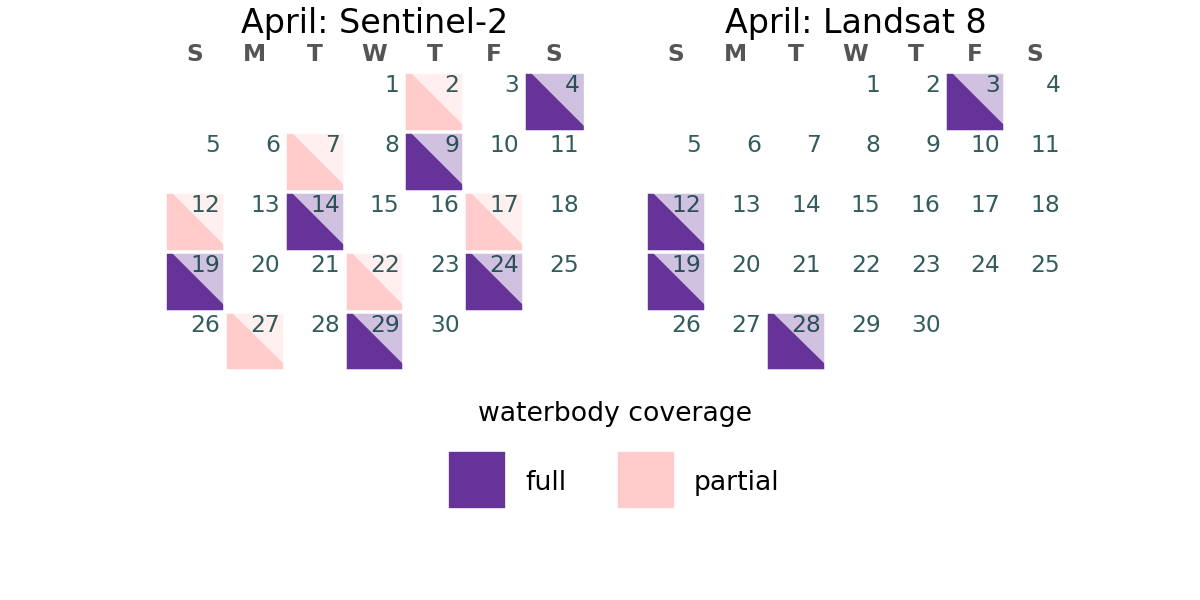 April: Sentinel-2
S M T W T F S
1 2 3 4
5 6 7 8 9 10 11
12 13 14 15 16 17 18
19 20 21 22 23 24 25
26 27 28 29 30
April: Landsat 8
S M T W T F S
1 2 3 4
5 6 7 8 9 10 11
12 13 14 15 16 17 18
19 20 21 22 23 24 25
26 27 28 29 30
waterbody coverage
full partial